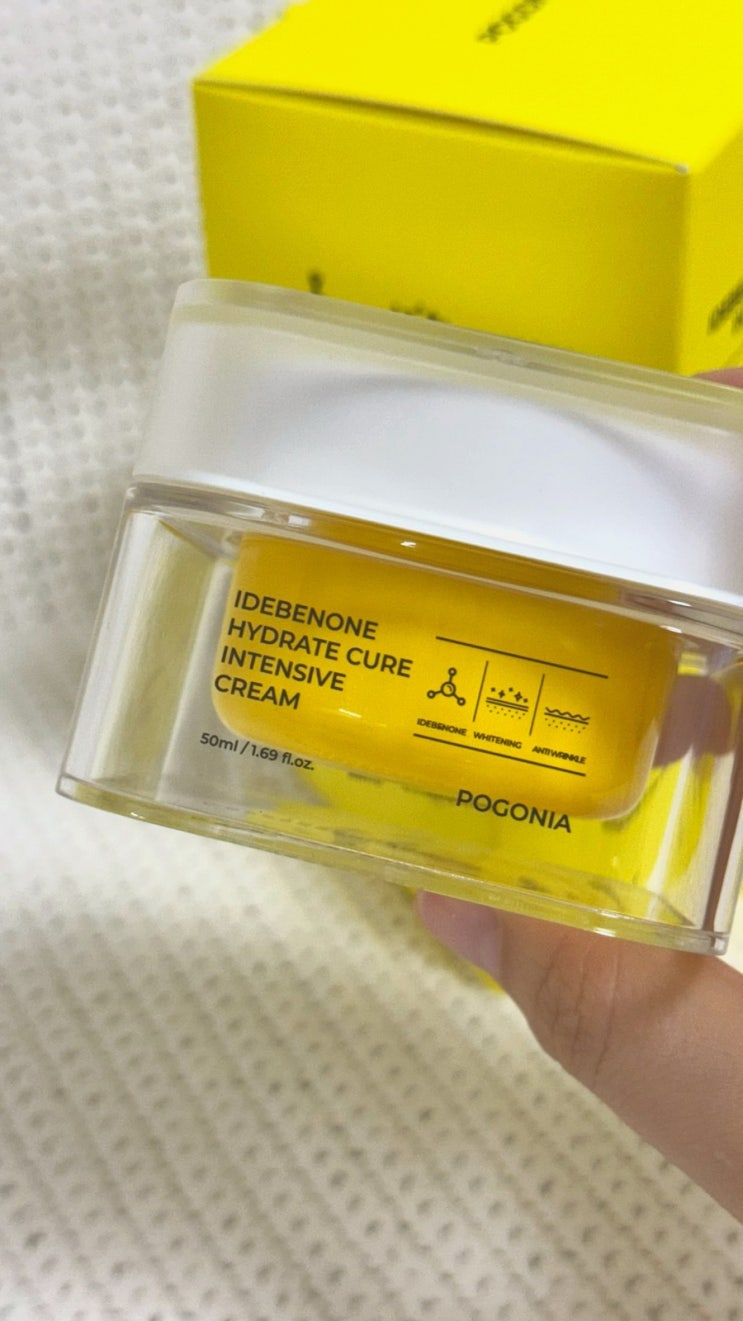 IDEBENONE
HYDRATE CURE
INTENSIVE
CREAM
50ml / 1.69 fl.oz.
IDEBENONE WHITENING ANTIWRINKLE
POGONIA